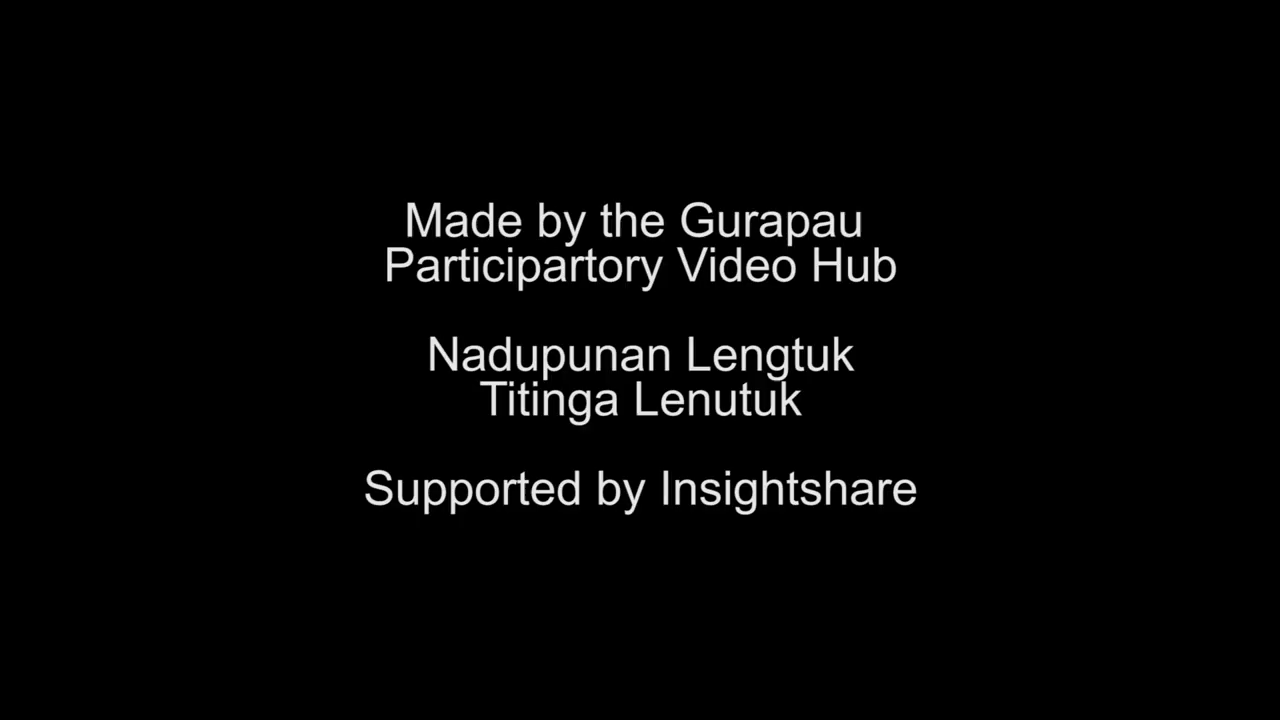 Made by the Gurapau
Participartory Video Hub
Nadupunan Lengtuk
Titinga Lenutuk
Supported by Insightshare